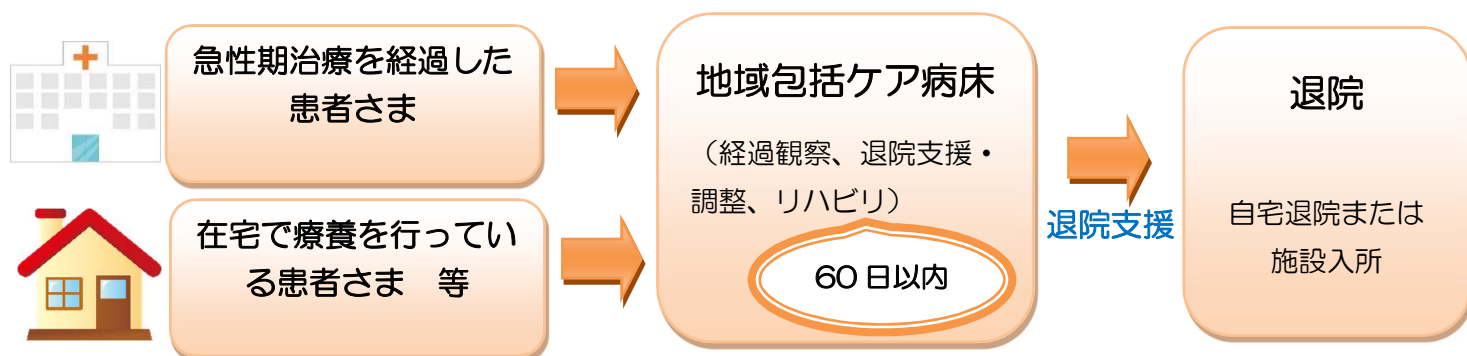 急性期治療を経過した
患者さま
在宅で療養を行ってい
る患者さま　等
地域包括ケア病床
（経過観察、退院支援・
調整、リハビリ）
60 日以内
退院支援
退院
自宅退院または
施設入所